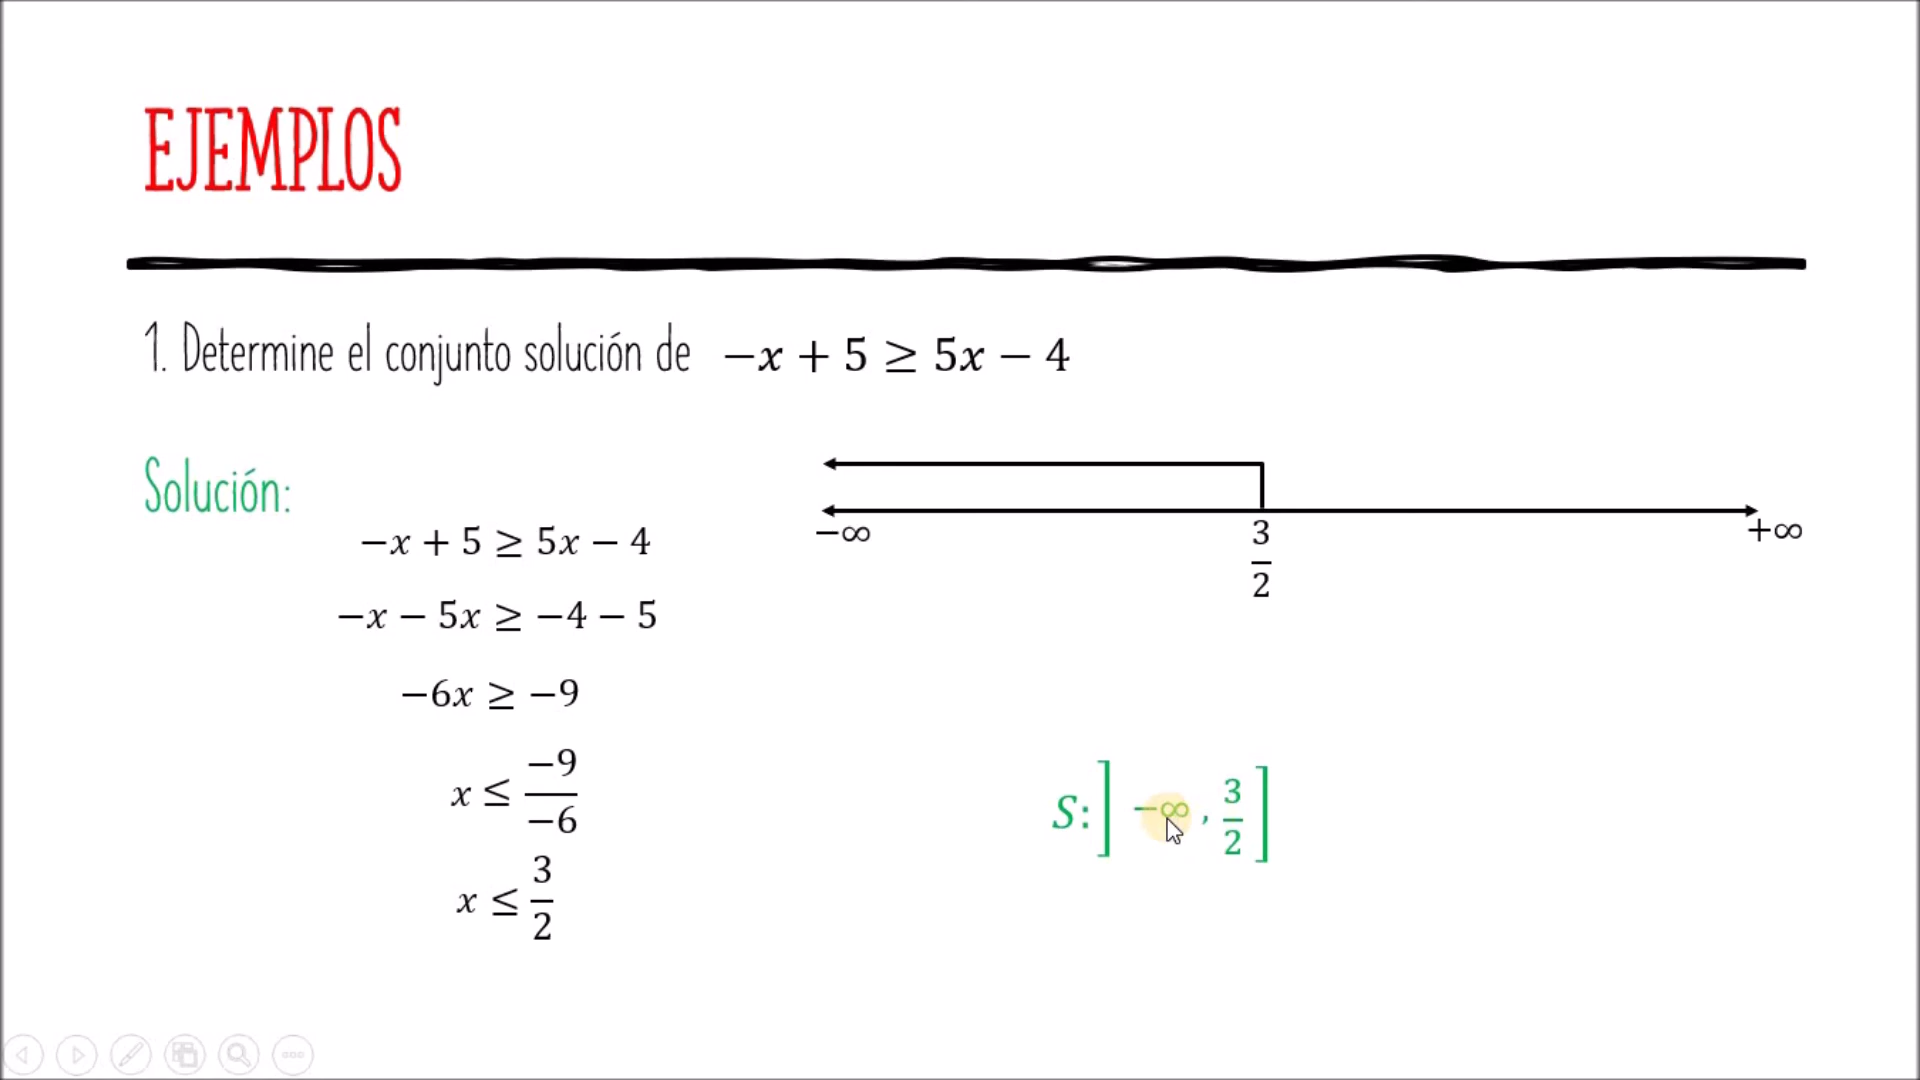 EJEMPLOS
1. Determine el conjunto solución de −x + 5 ≥ 5x − 4
Solución:
−x + 5 ≥ 5x − 4
−x − 5x ≥ −4 − 5
−6x ≥ −9
x ≤ −9/−6
x ≤ 3/2
−∞ 3/2 +∞
S: ] −∞ , 3/2 ]